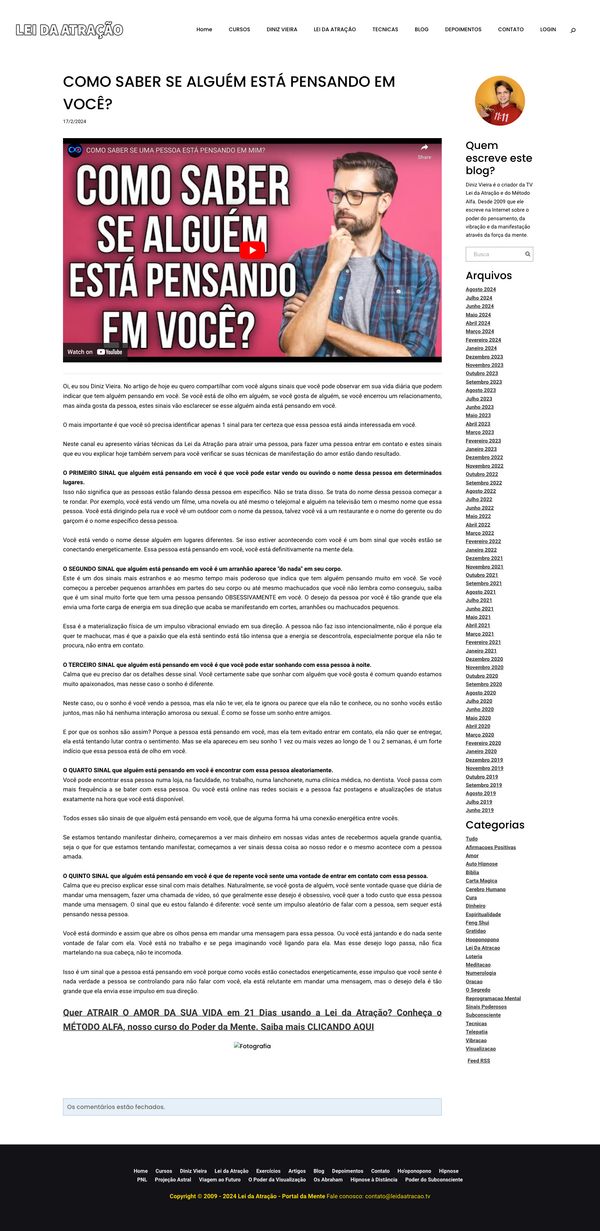 LEI DA ATRAÇÃO
Home CURSOS DINIZ VIEIRA LEI DA ATRAÇÃO TECNICAS BLOG DEPOIMENTOS CONTATO LOGIN
COMO SABER SE ALGUÉM ESTÁ PENSANDO EM
VOCÊ?
17/2/2024
COMO SABER SE UMA PESSOA ESTÁ PENSANDO EM MIM?
Share
COMO SABER
SE ALGUÉM
ESTÁ PENSANDO
EM VOCÊ?
Watch on YouTube
Oi, eu sou Diniz Vieira. No artigo de hoje eu quero compartilhar com você alguns sinais que você pode observar em sua vida diária que podem
indicar que tem alguém pensando em você. Se você está de olho em alguém, se você gosta de alguém, se você encerrou um relacionamento,
mas ainda gosta da pessoa, estes sinais vão esclarecer se esse alguém ainda está pensando em você.
O mais importante é que você só precisa identificar apenas 1 sinal para ter certeza que essa pessoa está ainda interessada em você.
Neste canal eu apresento várias técnicas da Lei da Atração para atrair uma pessoa, para fazer uma pessoa entrar em contato e estes sinais
que eu vou explicar hoje também servem para você verificar se suas técnicas de manifestação do amor estão dando resultado.
O PRIMEIRO SINAL que alguém está pensando em você é que você pode estar vendo ou ouvindo o nome dessa pessoa em determinados
lugares.
Isso não significa que as pessoas estão falando dessa pessoa em específico. Não se trata disso. Se trata do nome dessa pessoa começar a
te rondar. Por exemplo, você está vendo um filme, uma novela ou até mesmo o telejornal e alguém na televisão tem o mesmo nome que essa
pessoa. Você está dirigindo pela rua e você vê um outdoor com o nome da pessoa, talvez você vá a um restaurante e o nome do gerente ou do
garçom é o nome específico dessa pessoa.
Você está vendo o nome desse alguém em lugares diferentes. Se isso estiver acontecendo com você é um bom sinal que vocês estão se
conectando energeticamente. Essa pessoa está pensando em você, você está definitivamente na mente dela.
O SEGUNDO SINAL que alguém está pensando em você é um arranhão aparece "do nada" em seu corpo.
Este é um dos sinais mais estranhos e ao mesmo tempo mais poderoso que indica que tem alguém pensando muito em você. Se você
começou a perceber pequenos arranhões em partes do seu corpo ou até mesmo machucados que você não lembra como conseguiu, saiba
que é um sinal muito forte que tem uma pessoa pensando OBSESSIVAMENTE em você. O desejo da pessoa por você é tão grande que ela
envia uma forte carga de energia em sua direção que acaba se manifestando em cortes, arranhões ou machucados pequenos.
Essa é a materialização física de um impulso vibracional enviado em sua direção. A pessoa não faz isso intencionalmente, não é porque ela
quer te machucar, mas é que a paixão que ela está sentindo está tão intensa que a energia se descontrola, especialmente porque ela não te
procura, não entra em contato.
O TERCEIRO SINAL que alguém está pensando em você é que você pode estar sonhando com essa pessoa à noite.
Calma que eu preciso dar os detalhes desse sinal. Você certamente sabe que sonhar com alguém que você gosta é comum quando estamos
muito apaixonados, mas nesse caso o sonho é diferente.
Neste caso, ou o sonho é você vendo a pessoa, mas ela não te ver, ela te ignora ou parece que ela não te conhece, ou no sonho vocês estão
juntos, mas não há nenhuma interação amorosa ou sexual. É como se fosse um sonho entre amigos.
E por que os sonhos são assim? Porque a pessoa está pensando em você, mas ela tem evitado entrar em contato, ela não quer se entregar,
ela está tentando lutar contra o sentimento. Mas se ela apareceu em seu sonho 1 vez ou mais vezes ao longo de 1 ou 2 semanas, é um forte
indício que essa pessoa está de olho em você.
O QUARTO SINAL que alguém está pensando em você é encontrar com essa pessoa aleatoriamente.
Você pode encontrar essa pessoa numa loja, na faculdade, no trabalho, numa lanchonete, numa clínica médica, no dentista. Você passa com
mais frequência a se bater com essa pessoa. Ou você está online nas redes sociais e a pessoa faz postagens e atualizações de status
exatamente na hora que você está disponível.
Todos esses são sinais de que alguém está pensando em você, que de alguma forma há uma conexão energética entre vocês.
Se estamos tentando manifestar dinheiro, começaremos a ver mais dinheiro em nossas vidas antes de recebermos aquela grande quantia,
seja o que for que estamos tentando manifestar, começamos a ver sinais dessa coisa ao nosso redor e o mesmo acontece com a pessoa
amada.
O QUINTO SINAL que alguém está pensando em você é que de repente você sente uma vontade de entrar em contato com essa pessoa.
Calma que eu preciso explicar esse sinal com mais detalhes. Naturalmente, se você gosta de alguém, você sente vontade quase que diária de
mandar uma mensagem, fazer uma chamada de vídeo, só que geralmente esse desejo é obsessivo, você quer a todo custo que essa pessoa
mande uma mensagem. O sinal que eu estou falando é diferente: você sente um impulso aleatório de falar com a pessoa, sem sequer está
pensando nessa pessoa.
Você está dormindo e assim que abre os olhos pensa em mandar uma mensagem para essa pessoa. Ou você está jantando e do nada sente
vontade de falar com ela. Você está no trabalho e se pega imaginando você ligando para ela. Mas esse desejo logo passa, não fica
martelando na sua cabeça, não te incomoda.
Isso é um sinal que a pessoa está pensando em você porque como vocês estão conectados energeticamente, esse impulso que você sente é
nada verdade a pessoa se controlando para não falar com você, ela está relutante em mandar uma mensagem, mas o desejo dela é tão
grande que ela envia esse impulso em sua direção.
Quer ATRAIR O AMOR DA SUA VIDA em 21 Dias usando a Lei da Atração? Conheça o
MÉTODO ALFA, nosso curso do Poder da Mente. Saiba mais CLICANDO AQUI
Fotografia
Os comentários estão fechados.
11:11
Quem
escreve este
blog?
Diniz Vieira é o criador da TV
Lei da Atração e do Método
Alfa. Desde 2009 que ele
escreve na Internet sobre o
poder do pensamento, da
vibração e da manifestação
através da força da mente.
Busca
Arquivos
Agosto 2024
Julho 2024
Junho 2024
Maio 2024
Abril 2024
Março 2024
Fevereiro 2024
Janeiro 2024
Dezembro 2023
Novembro 2023
Outubro 2023
Setembro 2023
Agosto 2023
Julho 2023
Junho 2023
Maio 2023
Abril 2023
Março 2023
Fevereiro 2023
Janeiro 2023
Dezembro 2022
Novembro 2022
Outubro 2022
Setembro 2022
Agosto 2022
Julho 2022
Junho 2022
Maio 2022
Abril 2022
Março 2022
Fevereiro 2022
Janeiro 2022
Dezembro 2021
Novembro 2021
Outubro 2021
Setembro 2021
Agosto 2021
Julho 2021
Junho 2021
Maio 2021
Abril 2021
Março 2021
Fevereiro 2021
Janeiro 2021
Dezembro 2020
Novembro 2020
Outubro 2020
Setembro 2020
Agosto 2020
Julho 2020
Junho 2020
Maio 2020
Abril 2020
Março 2020
Fevereiro 2020
Janeiro 2020
Dezembro 2019
Novembro 2019
Outubro 2019
Setembro 2019
Agosto 2019
Julho 2019
Junho 2019
Categorias
Tudo
Afirmacoes Positivas
Amor
Auto Hipnose
Bíblia
Carta Magica
Cerebro Humano
Cura
Dinheiro
Espiritualidade
Feng Shui
Gratidao
Hooponopono
Lei Da Atracao
Loteria
Meditacao
Numerologia
Oracao
O Segredo
Reprogramacao Mental
Sinais Poderosos
Subconsciente
Tecnicas
Telepatia
Vibracao
Visualizacao
Feed RSS
Home Cursos Diniz Vieira Lei da Atração Exercícios Artigos Blog Depoimentos Contato Ho'oponopono Hipnose
PNL Projeção Astral Viagem ao Futuro O Poder da Visualização Os Abraham Hipnose à Distância Poder do Subconsciente
Copyright © 2009 - 2024 Lei da Atração - Portal da Mente Fale conosco: contato@leidaatracao.tv